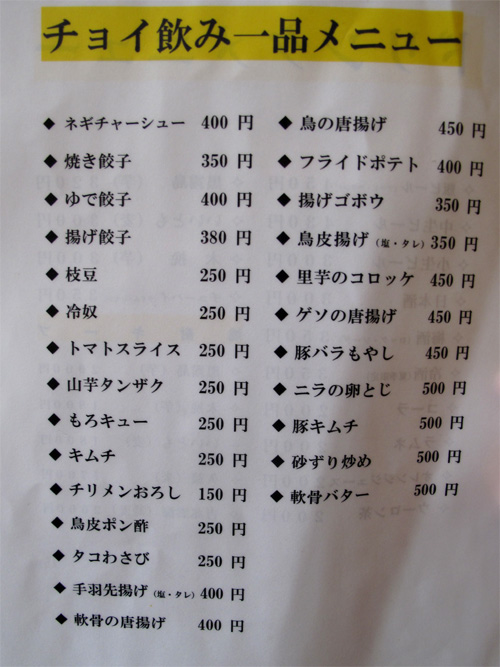 チョイ飲み一品メニュー
◆ ネギチャーシュー 400 円
◆ 焼き餃子 350 円
◆ ゆで餃子 400 円
◆ 揚げ餃子 380 円
◆ 枝豆 250 円
◆ 冷奴 250 円
◆ トマトスライス 250 円
◆ 山芋タンザク 250 円
◆ もろキュー 250 円
◆ キムチ 250 円
◆ チリメンおろし 150 円
◆ 鳥皮ポン酢 250 円
◆ タコわさび 250 円
◆ 手羽先揚げ（塩・タレ）400 円
◆ 軟骨の唐揚げ 400 円
◆ 鳥の唐揚げ 450 円
◆ フライドポテト 400 円
◆ 揚げゴボウ 350 円
◆ 鳥皮揚げ（塩・タレ）350 円
◆ 里芋のコロッケ 450 円
◆ ゲソの唐揚げ 450 円
◆ 豚バラもやし 450 円
◆ ニラの卵とじ 500 円
◆ 豚キムチ 500 円
◆ 砂ずり炒め 500 円
◆ 軟骨バター 500 円